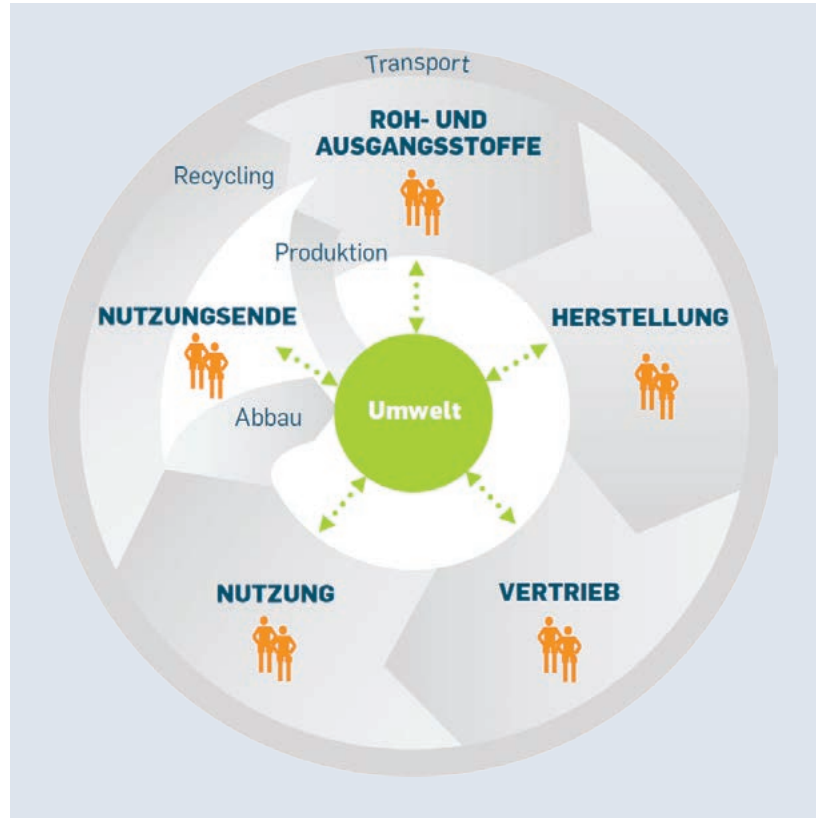 Transport
ROH- UND
AUSGANGSSTOFFE
Recycling
Produktion
NUTZUNGSENDE
HERSTELLUNG
Abbau
Umwelt
NUTZUNG
VERTRIEB